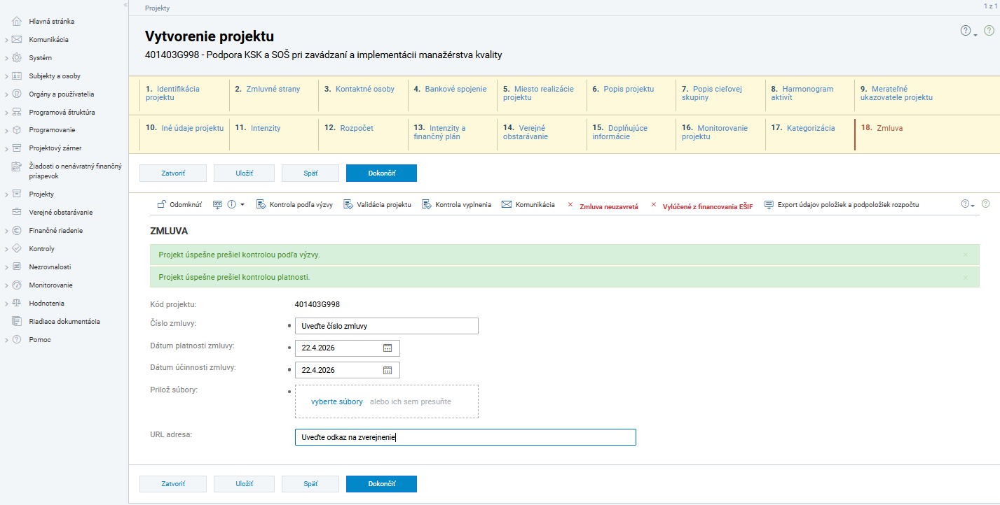 Projekty
1 z 1
Hlavná stránka
Komunikácia
Systém
Subjekty a osoby
Orgány a používatelia
Programová štruktúra
Programovanie
Projektový zámer
Žiadosti o nenávratný finančný
príspevok
Projekty
Verejné obstarávanie
Finančné riadenie
Kontroly
Nezrovnalosti
Monitorovanie
Hodnotenia
Riadiaca dokumentácia
Pomoc
Vytvorenie projektu
401403G998 - Podpora KSK a SOŠ pri zavádzaní a implementácii manažérstva kvality
1. Identifikácia
projektu
2. Zmluvné strany
3. Kontaktné osoby
4. Bankové spojenie
5. Miesto realizácie
projektu
6. Popis projektu
7. Popis cieľovej
skupiny
8. Harmonogram
aktivít
9. Merateľné
ukazovatele projektu
10. Iné údaje projektu
11. Intenzity
12. Rozpočet
13. Intenzity a
finančný plán
14. Verejné
obstarávanie
15. Doplňujúce
informácie
16. Monitorovanie
projektu
17. Kategorizácia
18. Zmluva
Zatvoriť Uložiť Späť Dokončiť
Odomknúť Kontrola podľa výzvy Validácia projektu Kontrola vyplnenia Komunikácia Zmluva neuzavretá Vylúčené z financovania EŠIF Export údajov položiek a podpoložiek rozpočtu
ZMLUVA
Projekt úspešne prešiel kontrolou podľa výzvy.
Projekt úspešne prešiel kontrolou platnosti.
Kód projektu: 401403G998
Číslo zmluvy: Uveďte číslo zmluvy
Dátum platnosti zmluvy: 22.4.2026
Dátum účinnosti zmluvy: 22.4.2026
Prilož súbory: vyberte súbory alebo ich sem presuňte
URL adresa: Uveďte odkaz na zverejnenie
Zatvoriť Uložiť Späť Dokončiť